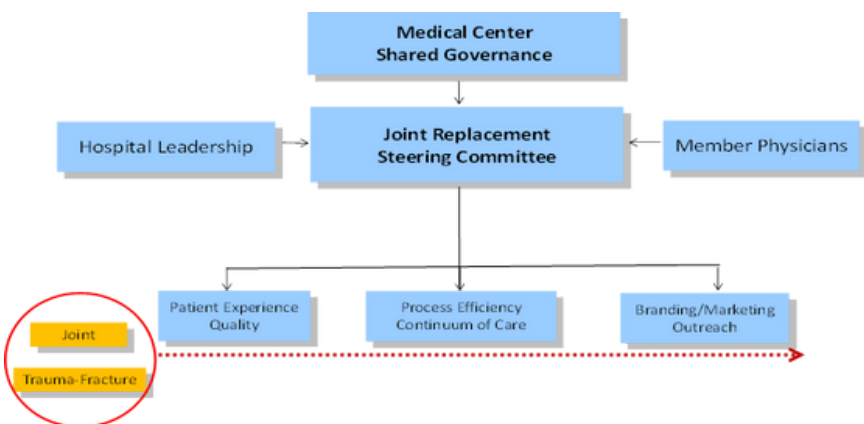 Medical Center
Shared Governance
Hospital Leadership
Joint Replacement
Steering Committee
Member Physicians
Patient Experience
Quality
Process Efficiency
Continuum of Care
Branding/Marketing
Outreach
Joint
Trauma-Fracture